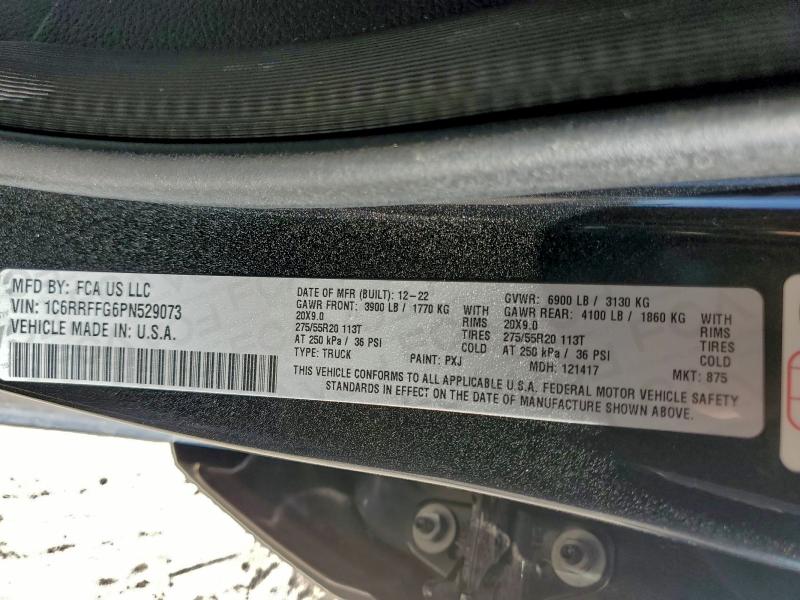 MFD BY: FCA US LLC
VIN: 1C6RRFFG6PN529073
VEHICLE MADE IN U.S.A.
DATE OF MFR (BUILT): 12-22
GAWR FRONT: 3900 LB / 1770 KG WITH
20X9.0 RIMS
275/55R20 113T TIRES
AT 250 kPa / 36 PSI COLD
TYPE: TRUCK PAINT: PXJ
GVWR: 6900 LB / 3130 KG
GAWR REAR: 4100 LB / 1860 KG WITH
20X9.0 RIMS
275/55R20 113T TIRES
AT 250 kPa / 36 PSI COLD
MDH: 121417 MKT: 875
THIS VEHICLE CONFORMS TO ALL APPLICABLE U.S.A. FEDERAL MOTOR VEHICLE SAFETY
STANDARDS IN EFFECT ON THE DATE OF MANUFACTURE SHOWN ABOVE.